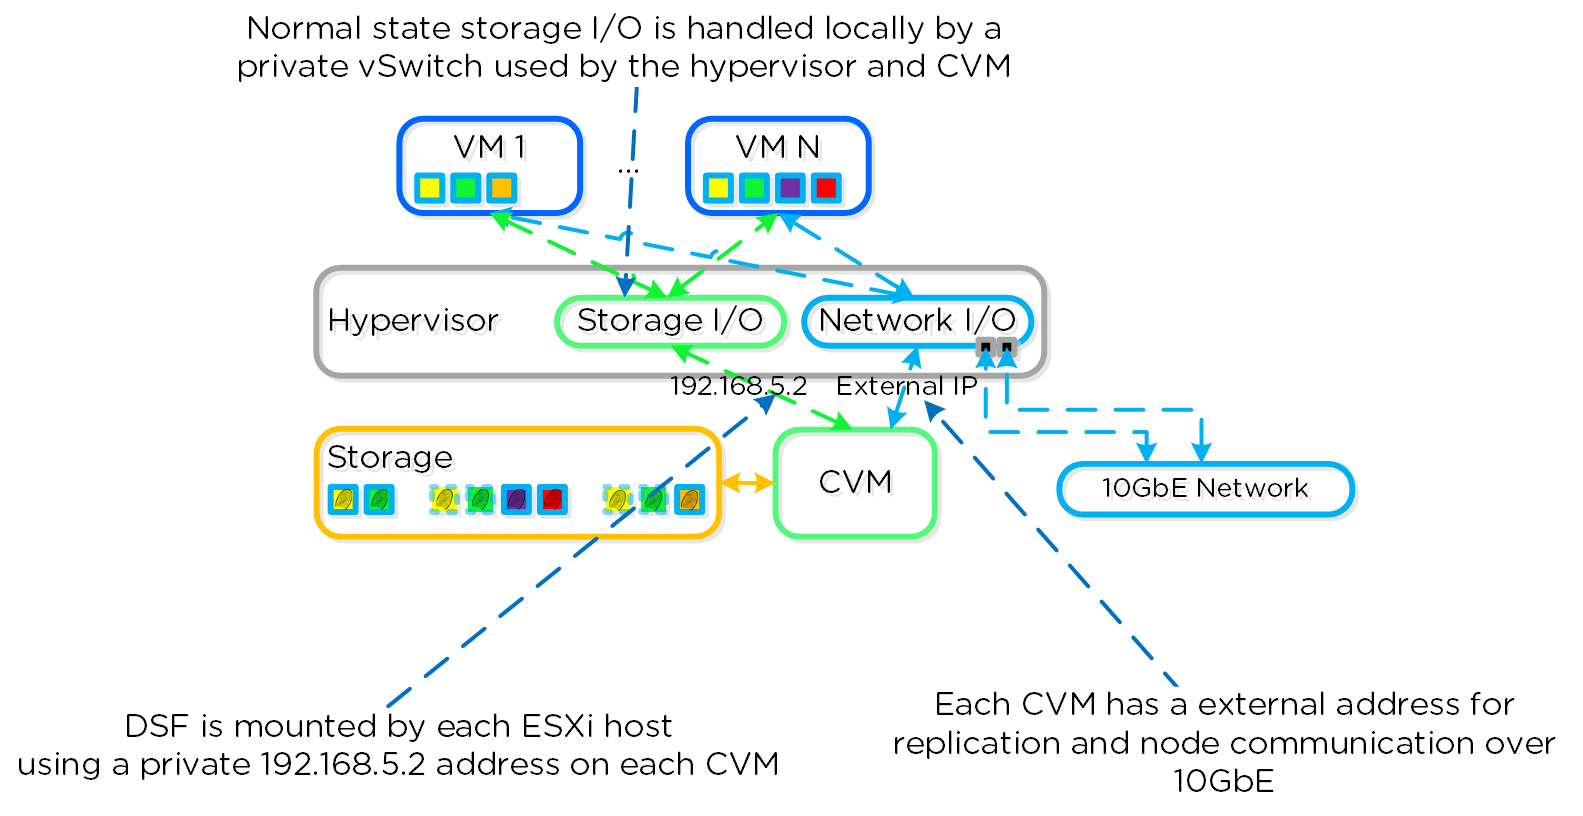 Normal state storage I/O is handled locally by a
private vSwitch used by the hypervisor and CVM
VM 1
...
VM N
Hypervisor
Storage I/O
Network I/O
192.168.5.2
External IP
Storage
CVM
10GbE Network
DSF is mounted by each ESXi host
using a private 192.168.5.2 address on each CVM
Each CVM has a external address for
replication and node communication over
10GbE